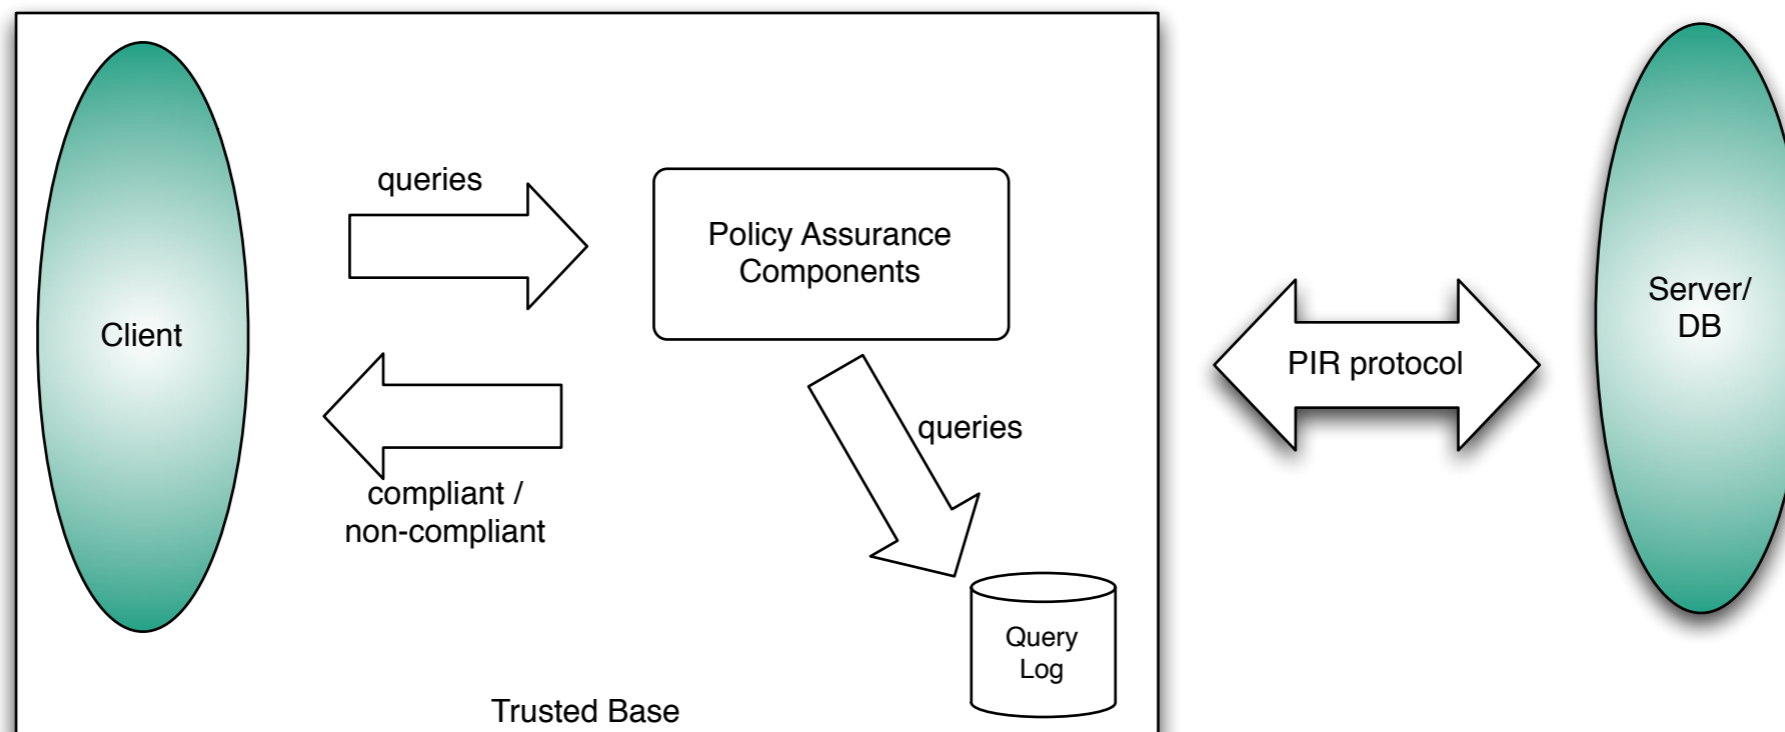 queries
Policy Assurance
Components
Client
compliant /
non-compliant
queries
Query
Log
Trusted Base
PIR protocol
Server/
DB